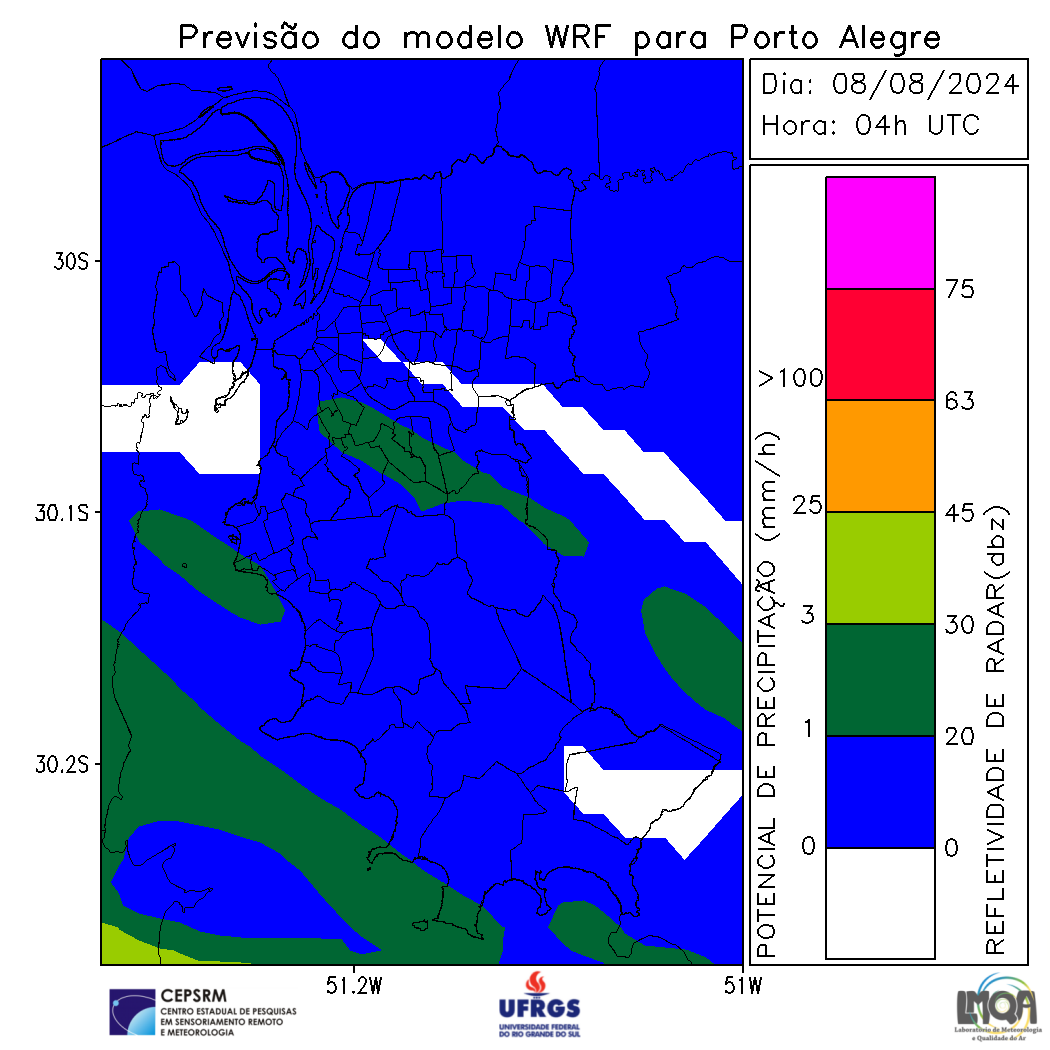 Previsão do modelo WRF para Porto Alegre
Dia: 08/08/2024
Hora: 04h UTC
30S
30.1S
30.2S
51.2W
51W
POTENCIAL DE PRECIPITAÇÃO (mm/h)
>100
25
3
1
0
75
63
45
30
20
0
REFLETIVIDADE DE RADAR(dbz)
CEPSRM
CENTRO ESTADUAL DE PESQUISAS
EM SENSORIAMENTO REMOTO
E METEOROLOGIA
UFRGS
UNIVERSIDADE FEDERAL
DO RIO GRANDE DO SUL
LMQA
Laboratório de Meteorologia
e Qualidade do Ar